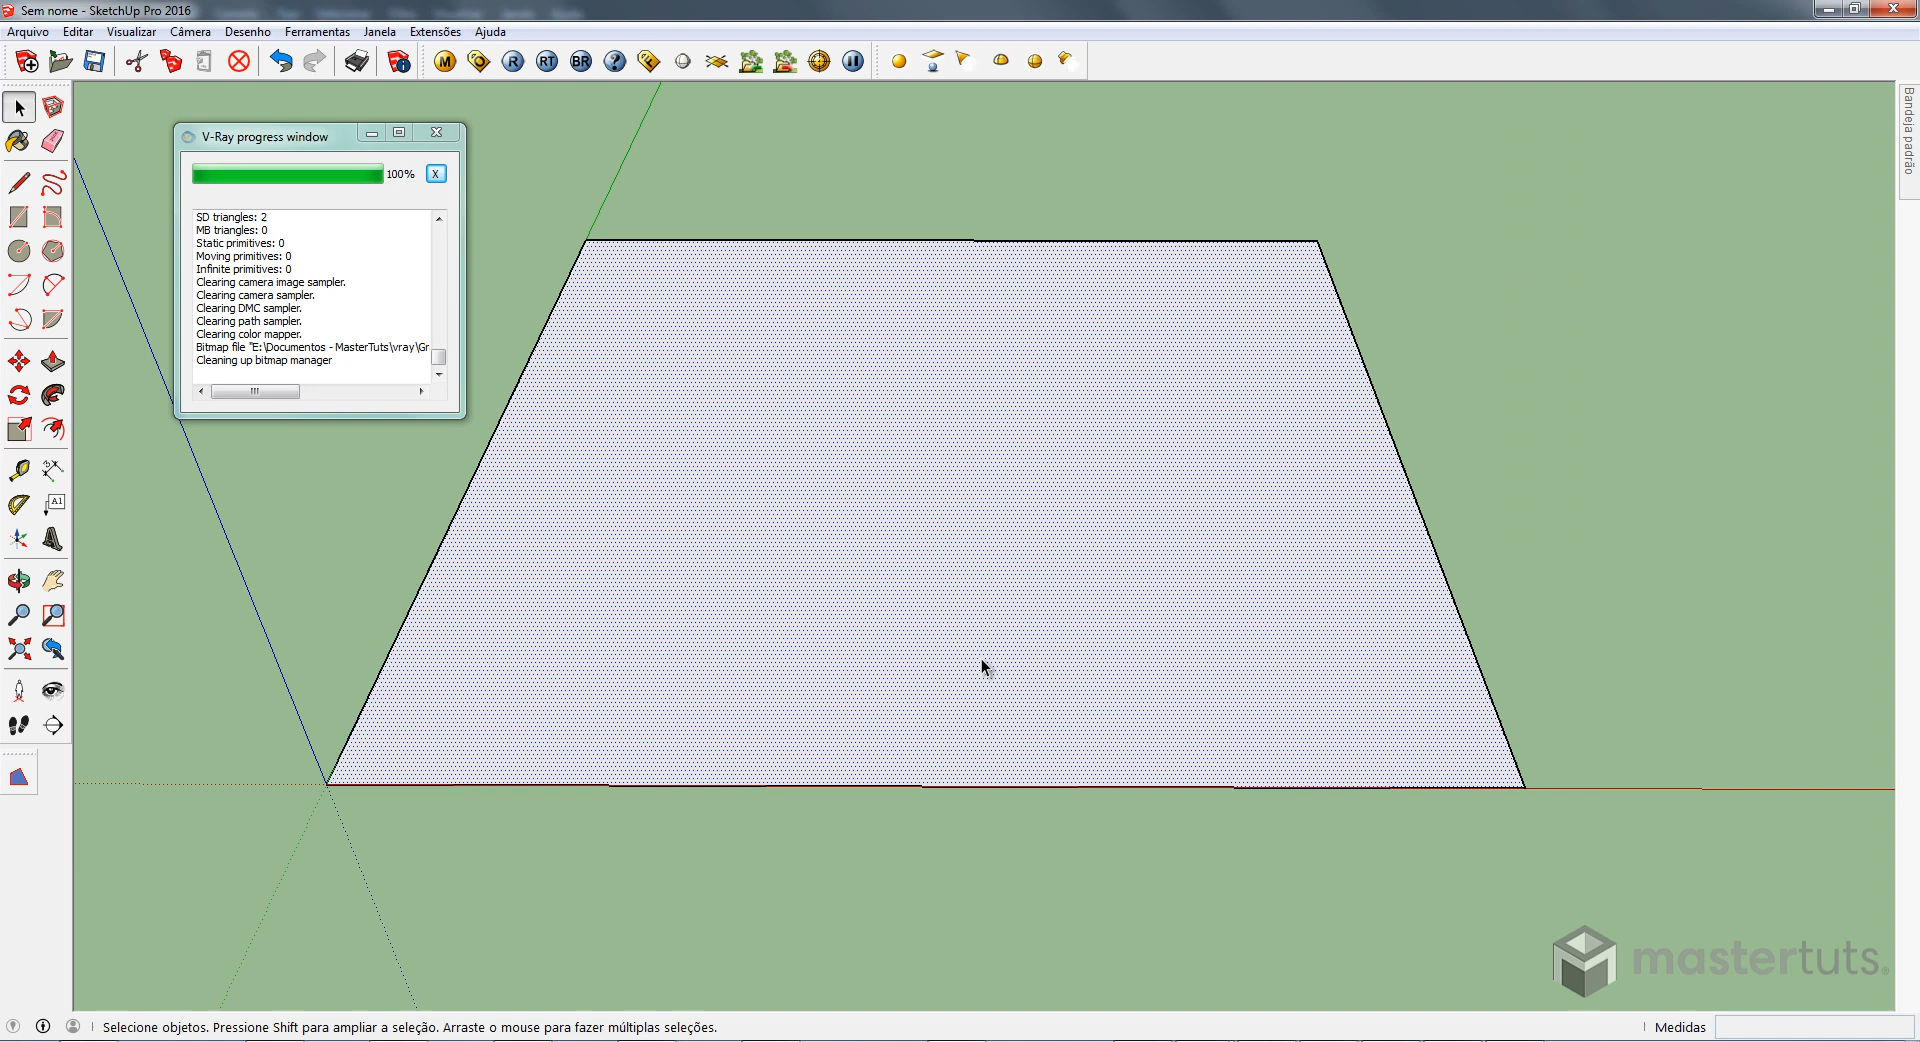 Sem nome - SketchUp Pro 2016
Arquivo Editar Visualizar Câmera Desenho Ferramentas Janela Extensões Ajuda
M R RT BR ?
Bandeja padrão
V-Ray progress window
100% X
SD triangles: 2
MB triangles: 0
Static primitives: 0
Moving primitives: 0
Infinite primitives: 0
Clearing camera image sampler.
Clearing camera sampler.
Clearing DMC sampler.
Clearing path sampler.
Clearing color mapper.
Bitmap file "E:\Documentos - MasterTuts\vray\Gr
Cleaning up bitmap manager
A1
mastertuts.
Selecione objetos. Pressione Shift para ampliar a seleção. Arraste o mouse para fazer múltiplas seleções.
Medidas